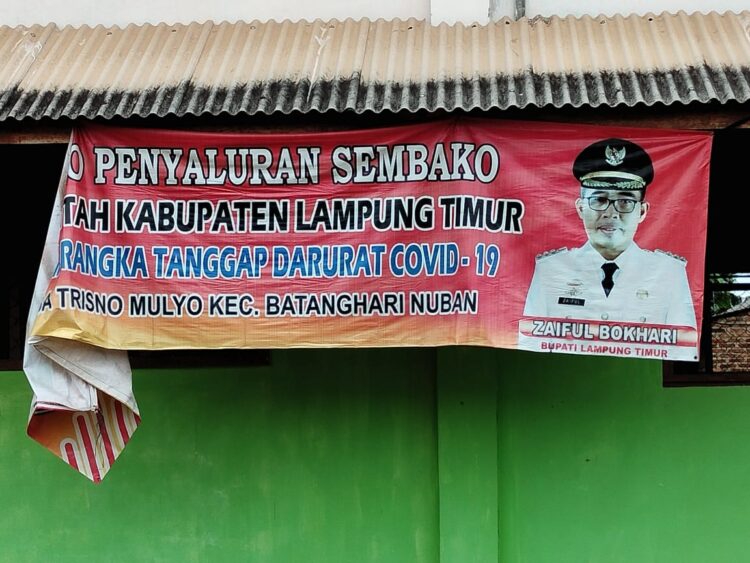 O PENYALURAN SEMBAKO
TAH KABUPATEN LAMPUNG TIMUR
RANGKA TANGGAP DARURAT COVID - 19
A TRISNO MULYO KEC. BATANGHARI NUBAN
ZAIFUL
ZAIFUL BOKHARI
BUPATI LAMPUNG TIMUR